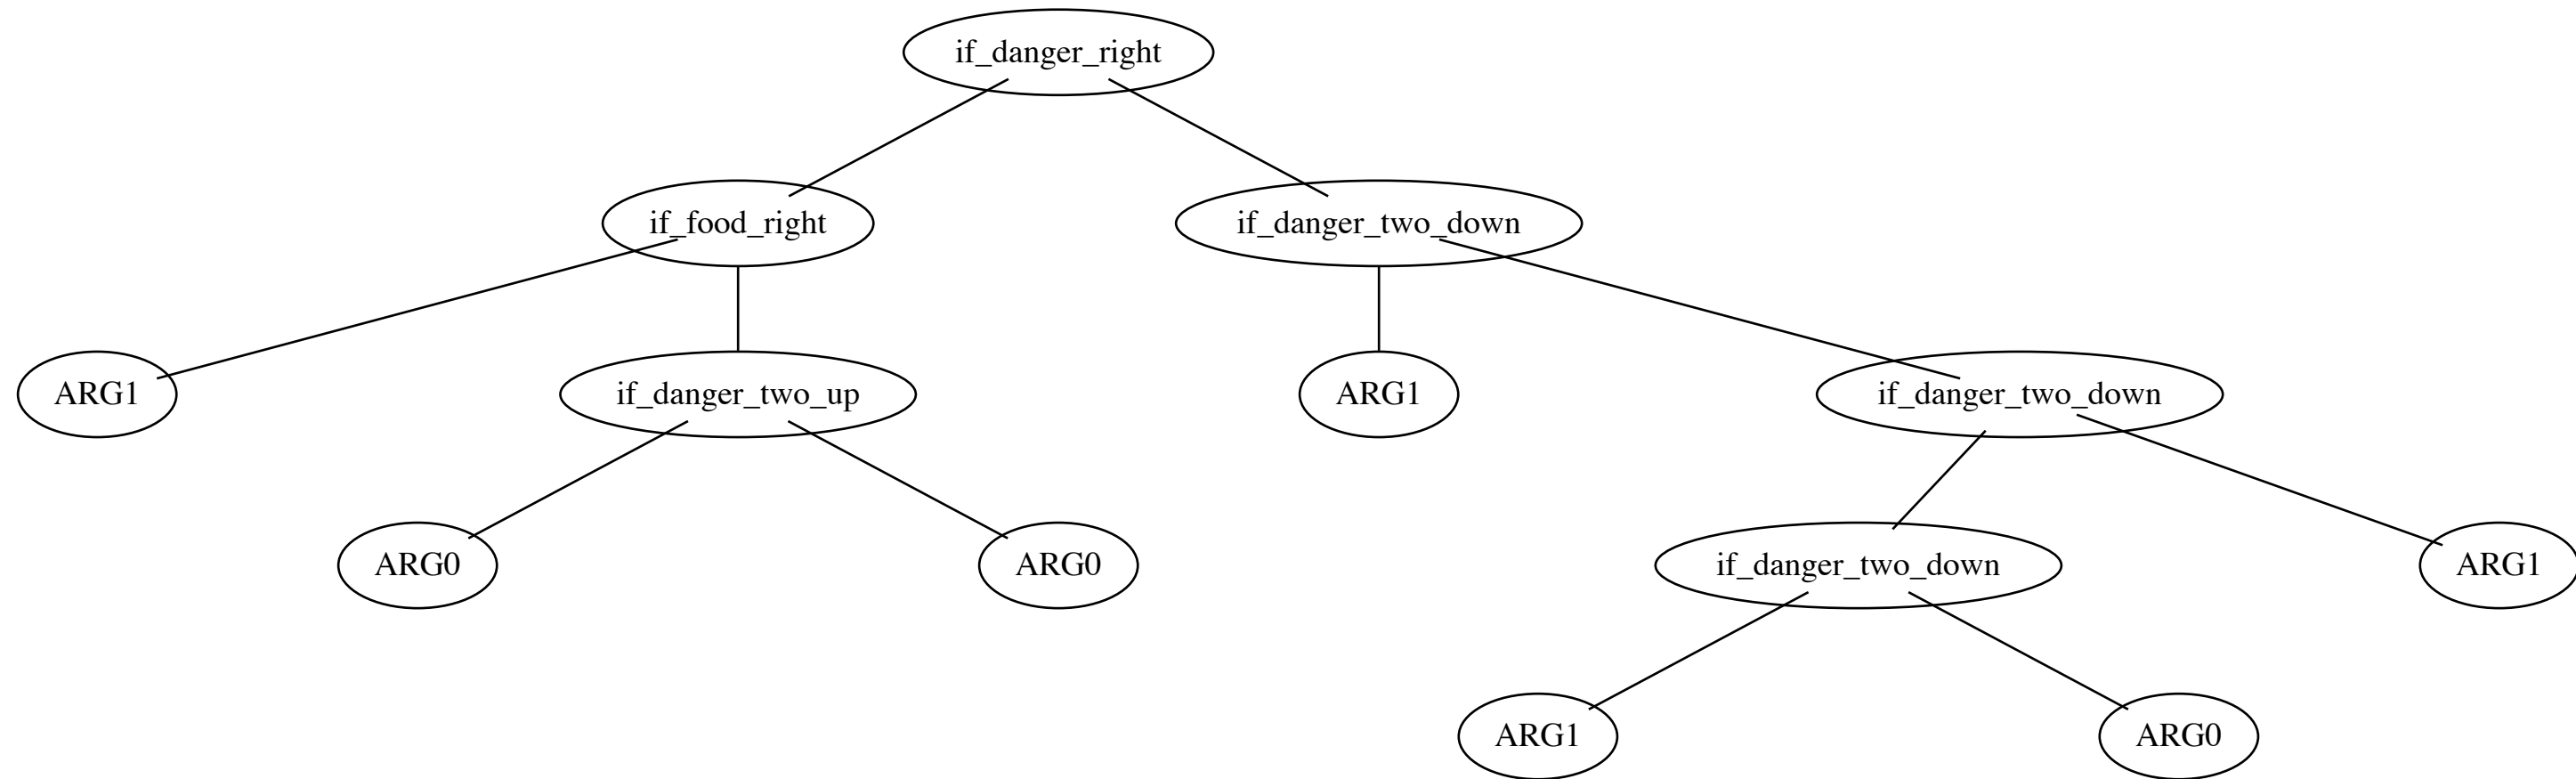 if_danger_right
if_food_right
if_danger_two_down
ARG1
if_danger_two_up
ARG1
if_danger_two_down
ARG0
ARG0
if_danger_two_down
ARG1
ARG1
ARG0